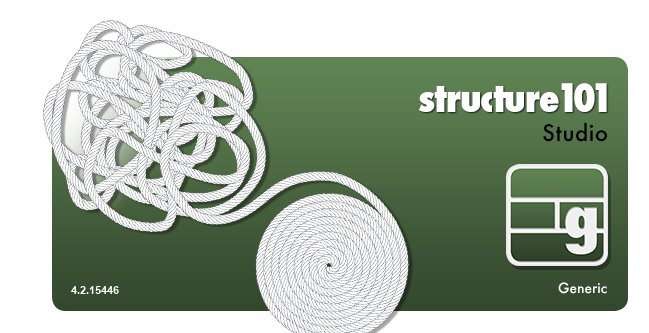 structure101
Studio
g
4.2.15446
Generic